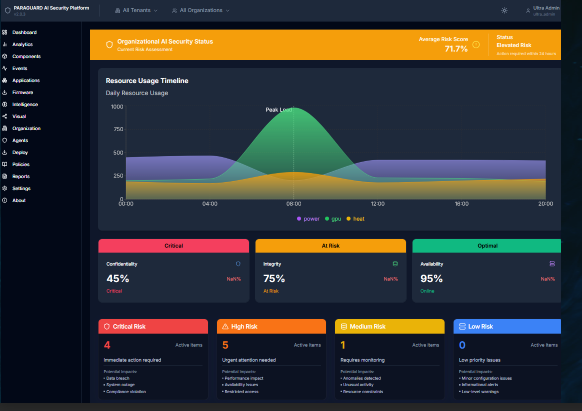 PARAGUARD AI Security Platform
All Tenants
All Organizations
Ultra Admin
Dashboard
Analytics
Components
Events
Applications
Firmware
Intelligence
Visual
Organization
Agents
Deploy
Policies
Reports
Settings
About
Organizational AI Security Status
Current Risk Assessment
Average Risk Score
71.7%
Status
Elevated Risk
Action required within 24 hours
Resource Usage Timeline
Daily Resource Usage
Peak Load
1000
750
500
250
0
00:00
04:00
08:00
12:00
16:00
20:00
power
gpu
heat
Critical
At Risk
Optimal
Confidentiality
Integrity
Availability
45%
NaN%
75%
NaN%
95%
NaN%
Critical
At Risk
Online
Critical Risk
High Risk
Medium Risk
Low Risk
4
Active items
5
Active items
1
Active items
0
Active items
Immediate action required
Urgent attention needed
Requires monitoring
Low priority issues
Potential Impacts:
Potential Impacts:
Potential Impacts:
Potential Impacts:
• Data breach
• Performance impact
• Anomalies detected
• Minor configuration issues
• System outage
• Availability issues
• Unusual activity
• Informational alerts
• Compliance violation
• Restricted access
• Resource constraints
• Low-level warnings